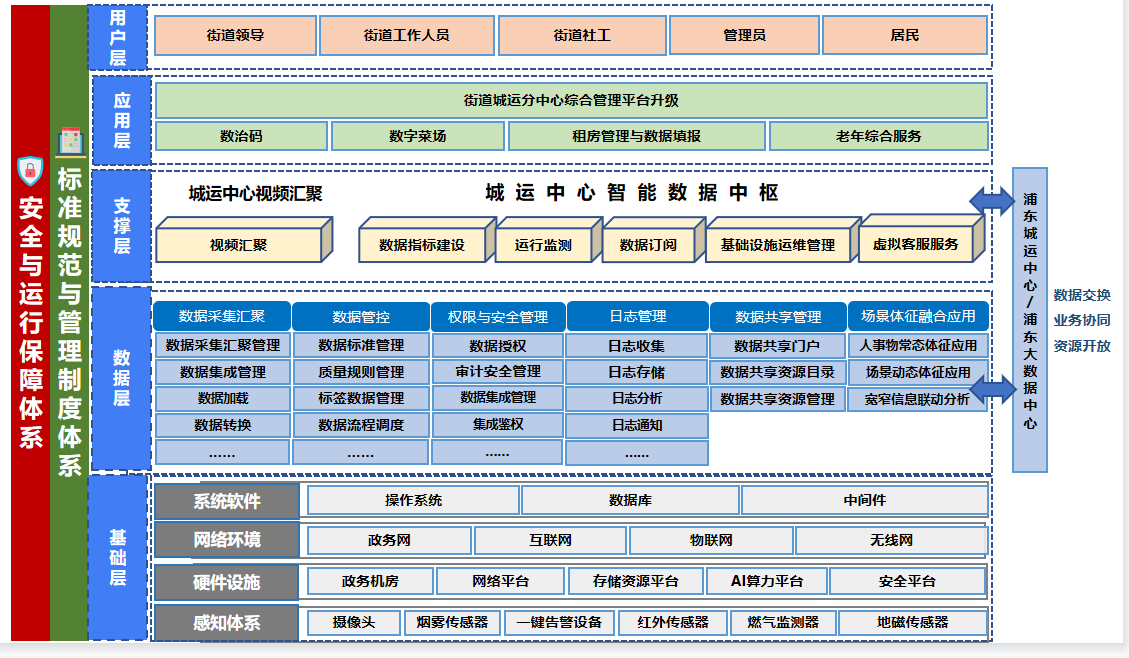 安全与运行保障体系
标准规范与管理制度体系
用户层
街道领导
街道工作人员
街道社工
管理员
居民
应用层
街道城运分中心综合管理平台升级
数治码
数字菜场
租房管理与数据填报
老年综合服务
支撑层
城运中心视频汇聚
城运中心智能数据中枢
视频汇聚
数据指标建设
运行监测
数据订阅
基础设施运维管理
虚拟客服服务
数据层
数据采集汇聚
数据管控
权限与安全管理
日志管理
数据共享管理
场景体征融合应用
数据采集汇聚管理
数据标准管理
数据授权
日志收集
数据共享门户
人事物常态体征应用
数据集成管理
质量规则管理
审计安全管理
日志存储
数据共享资源目录
场景动态体征应用
数据加载
标签数据管理
数据集成管理
日志分析
数据共享资源管理
宽窄信息联动分析
数据转换
数据流程调度
集成鉴权
日志通知
......
......
......
......
基础层
系统软件
操作系统
数据库
中间件
网络环境
政务网
互联网
物联网
无线网
硬件设施
政务机房
网络平台
存储资源平台
AI算力平台
安全平台
感知体系
摄像头
烟雾传感器
一键告警设备
红外传感器
燃气监测器
地磁传感器
浦东城运中心/浦东大数据中心
数据交换
业务协同
资源开放